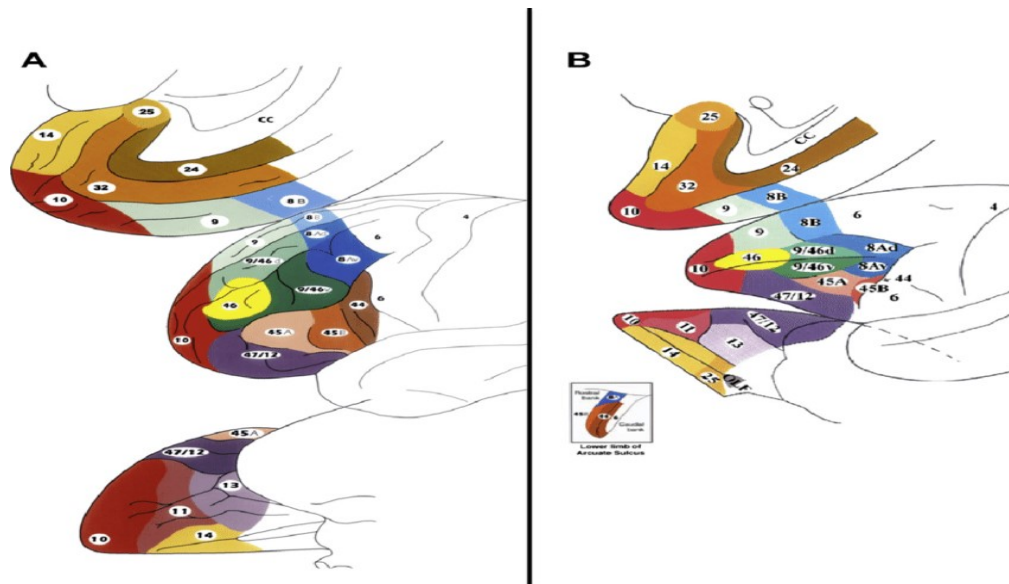 A
25
CC
14
24
32
10
8B
9
8B
4
9
8Ad
6
9/46d
8Av
9/46v
46
44
6
45A
45B
10
47/12
45A
47/12
13
11
14
10
B
25
CC
14
24
32
8B
10
9
8B
6
4
9
9/46d
8Ad
46
10
9/46v
8Av
44
45A
45B
47/12
6
10
11
47/12
13
14
25
OLF
Rostral
bank
Caudal
bank
Lower limb of
Arcuate Sulcus